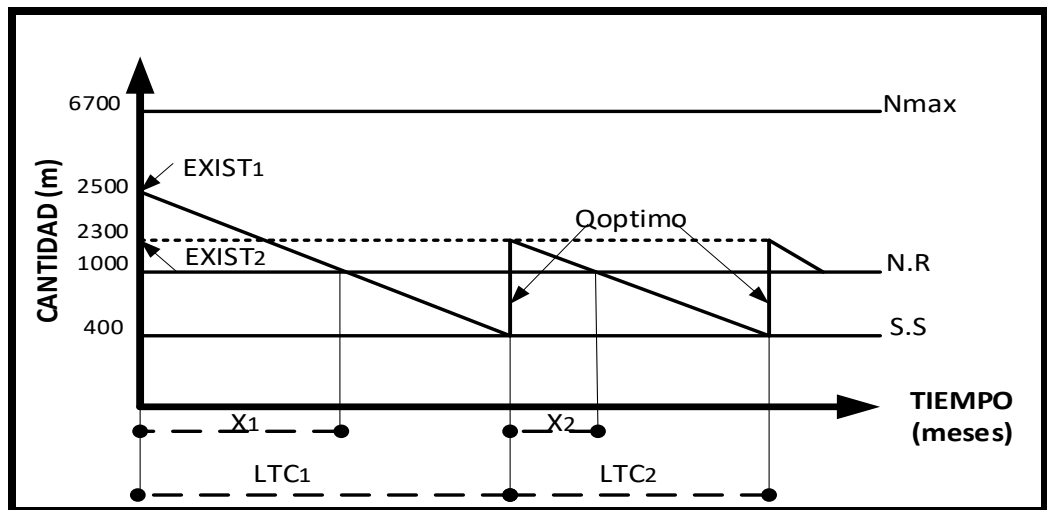 6700
Nmax
EXIST1
2500
Qoptimo
2300
EXIST2
1000
N.R
400
S.S
CANTIDAD (m)
TIEMPO
(meses)
X1
X2
LTC1
LTC2